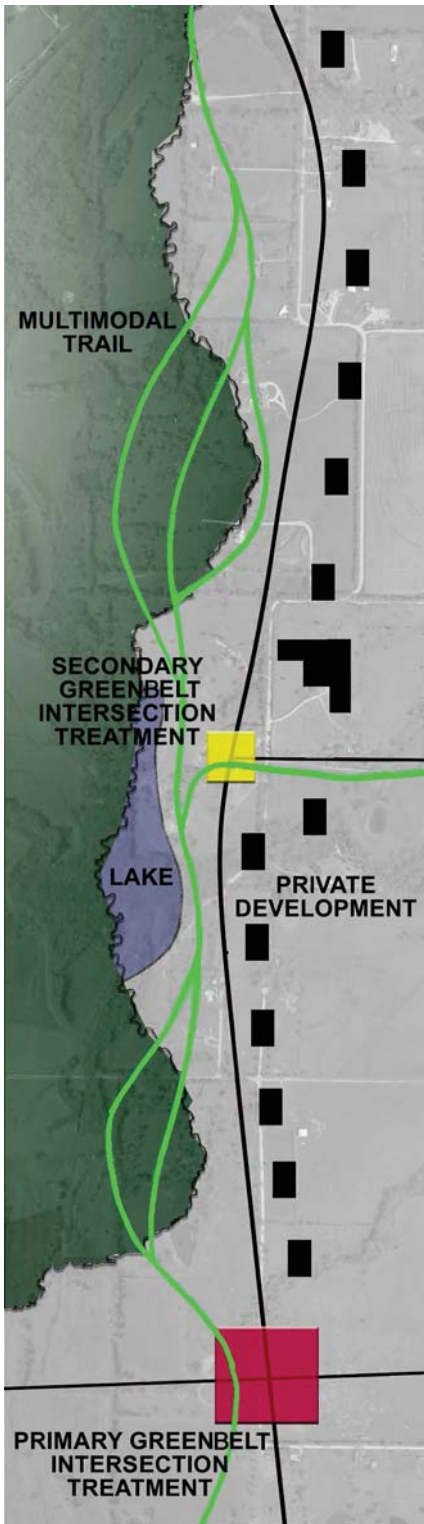 MULTIMODAL
TRAIL
SECONDARY
GREENBELT
INTERSECTION
TREATMENT
LAKE
PRIVATE
DEVELOPMENT
PRIMARY GREENBELT
INTERSECTION
TREATMENT